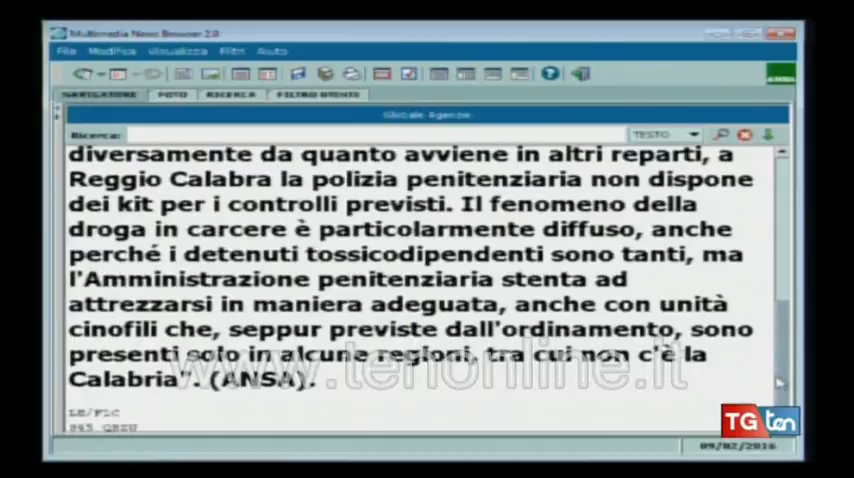 Multimedia News Browser 2.0
File Modifica Visualizza Filtri Aiuto
NAVIGATORE FOTO RICERCA FILTRO UTENTE
Globale Agenzie
Ricerca: TESTO
diversamente da quanto avviene in altri reparti, a
Reggio Calabra la polizia penitenziaria non dispone
dei kit per i controlli previsti. Il fenomeno della
droga in carcere è particolarmente diffuso, anche
perché i detenuti tossicodipendenti sono tanti, ma
l'Amministrazione penitenziaria stenta ad
attrezzarsi in maniera adeguata, anche con unità
cinofili che, seppur previste dall'ordinamento, sono
presenti solo in alcune regioni, tra cui non c'è la
Calabria". (ANSA).
www.tenonline.it
LE/FLC
TG ten
09/02/2016